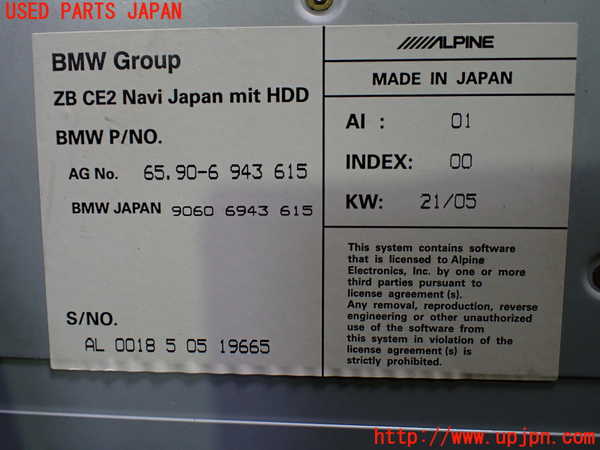 USED PARTS JAPAN
BMW Group
ZB CE2 Navi Japan mit HDD
BMW P/NO.
AG No. 65.90-6 943 615
BMW JAPAN 9060 6943 615
S/NO.
AL 0018 5 05 19665
ALPINE
MADE IN JAPAN
AI : 01
INDEX: 00
KW: 21/05
This system contains software
that is licensed to Alpine
Electronics, Inc. by one or more
third parties pursuant to
license agreement (s).
Any removal, reproduction, reverse
engineering or other unauthorized
use of the software from
this system in violation of the
license agreement (s) is
strictly prohibited.
http://www.upjpn.com/